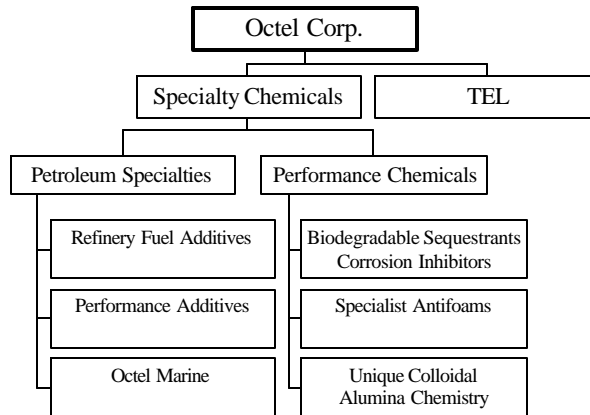 Octel Corp.
Specialty Chemicals
TEL
Petroleum Specialties
Performance Chemicals
Refinery Fuel Additives
Performance Additives
Octel Marine
Biodegradable Sequestrants
Corrosion Inhibitors
Specialist Antifoams
Unique Colloidal
Alumina Chemistry